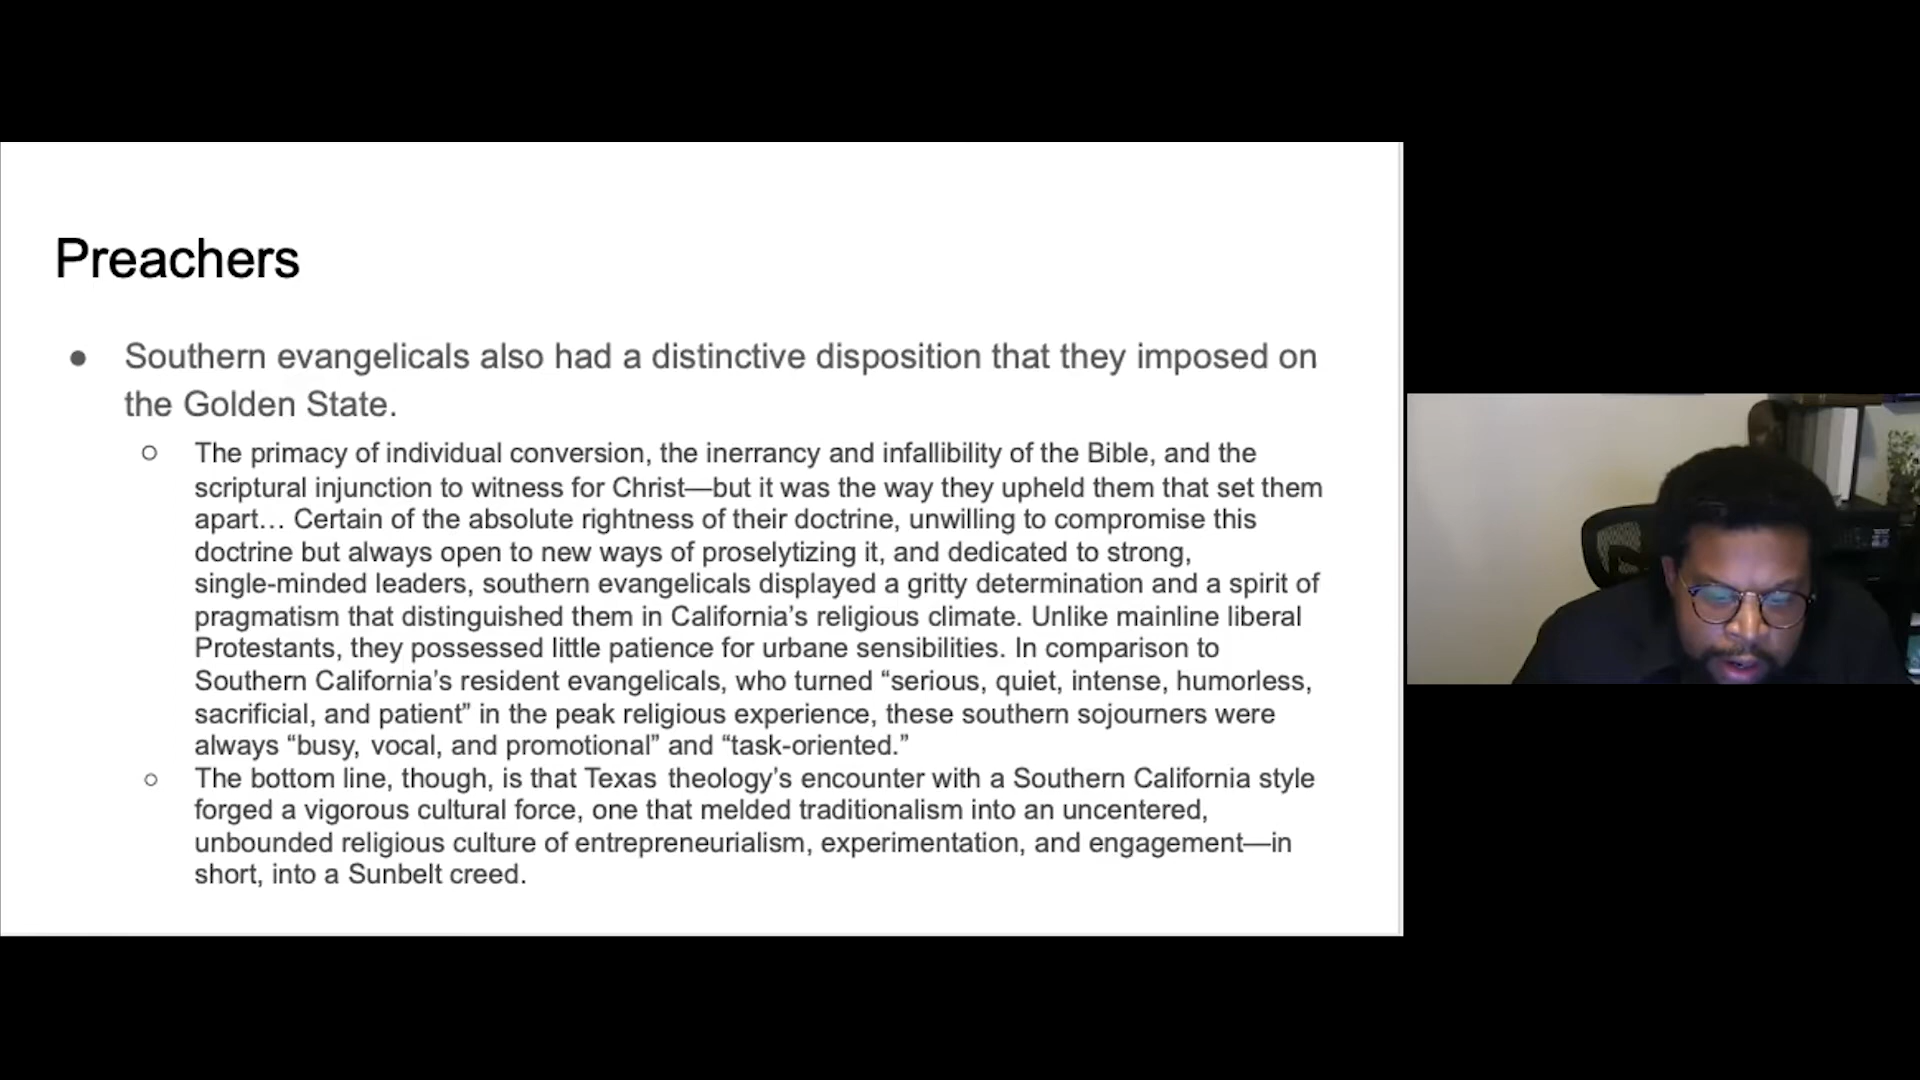 Preachers
● Southern evangelicals also had a distinctive disposition that they imposed on
the Golden State.
○ The primacy of individual conversion, the inerrancy and infallibility of the Bible, and the
scriptural injunction to witness for Christ—but it was the way they upheld them that set them
apart… Certain of the absolute rightness of their doctrine, unwilling to compromise this
doctrine but always open to new ways of proselytizing it, and dedicated to strong,
single-minded leaders, southern evangelicals displayed a gritty determination and a spirit of
pragmatism that distinguished them in California’s religious climate. Unlike mainline liberal
Protestants, they possessed little patience for urbane sensibilities. In comparison to
Southern California’s resident evangelicals, who turned “serious, quiet, intense, humorless,
sacrificial, and patient” in the peak religious experience, these southern sojourners were
always “busy, vocal, and promotional” and “task-oriented.”
○ The bottom line, though, is that Texas theology’s encounter with a Southern California style
forged a vigorous cultural force, one that melded traditionalism into an uncentered,
unbounded religious culture of entrepreneurialism, experimentation, and engagement—in
short, into a Sunbelt creed.